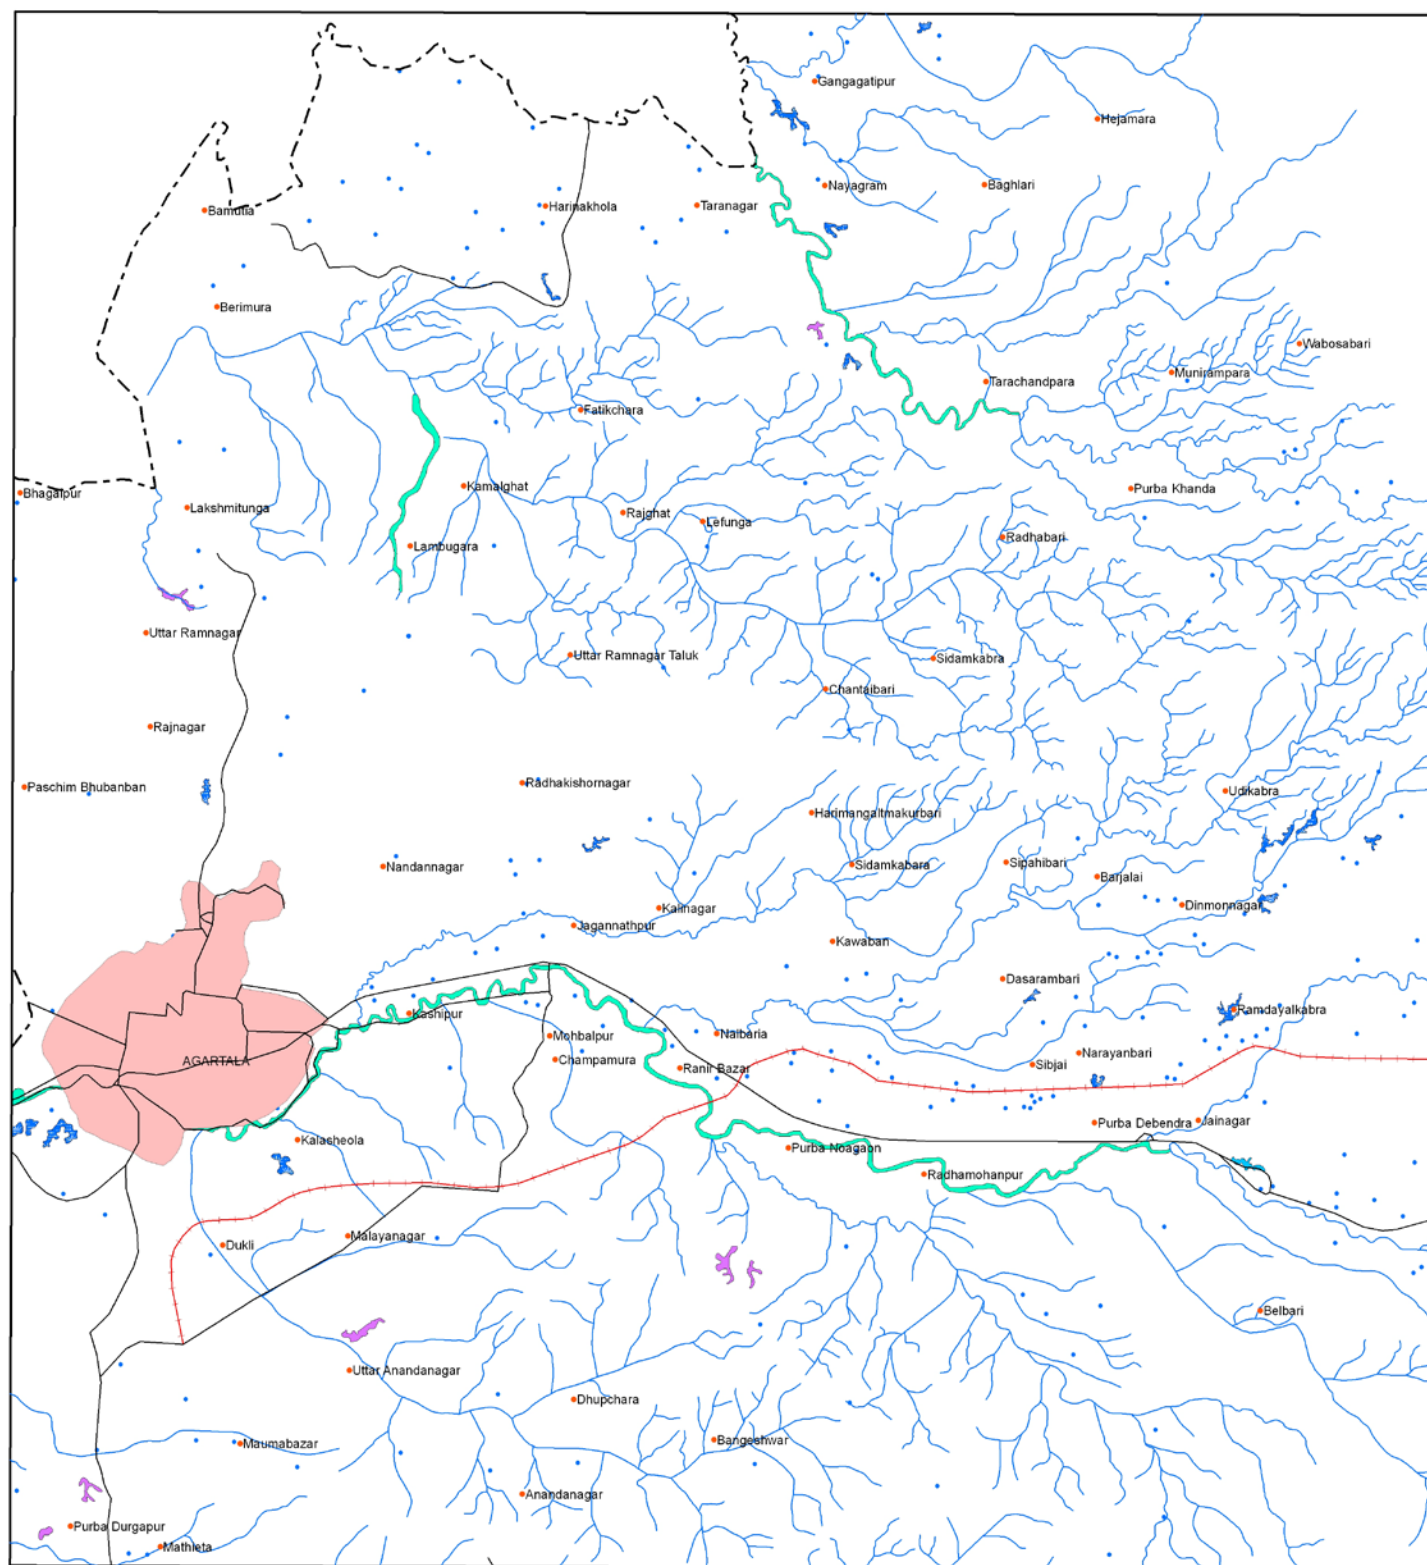 Gangagatipur
Hejamara
Nayagram
Baghlari
Bamutia
Harinakhola
Taranagar
Berimura
Wabosabari
Munirampara
Tarachandpara
Fatikchara
Kamalghat
Purba Khanda
Bhagalpur
Lakshmitunga
Rajghat
Lefunga
Radhabari
Lambugara
Uttar Ramnagar
Uttar Ramnagar Taluk
Sidamkabra
Chantaibari
Rajnagar
Paschim Bhubanban
Radhakishornagar
Udikabra
Harimangaltmakurbari
Nandannagar
Sidamkabara
Sipahibari
Barjalai
Kalinagar
Dinmonnagar
Jagannathpur
Kawaban
Dasarambari
Kashipur
Ramdayalkabra
Mohbalpur
Nalbaria
AGARTALA
Champamura
Ranir Bazar
Sibjai
Narayanbari
Kalasheola
Purba Noagaon
Purba Debendra
Jainagar
Radhamohanpur
Dukli
Malayanagar
Belbari
Uttar Anandanagar
Dhupchara
Maumabazar
Bangeshwar
Anandanagar
Purba Durgapur
Mathleta